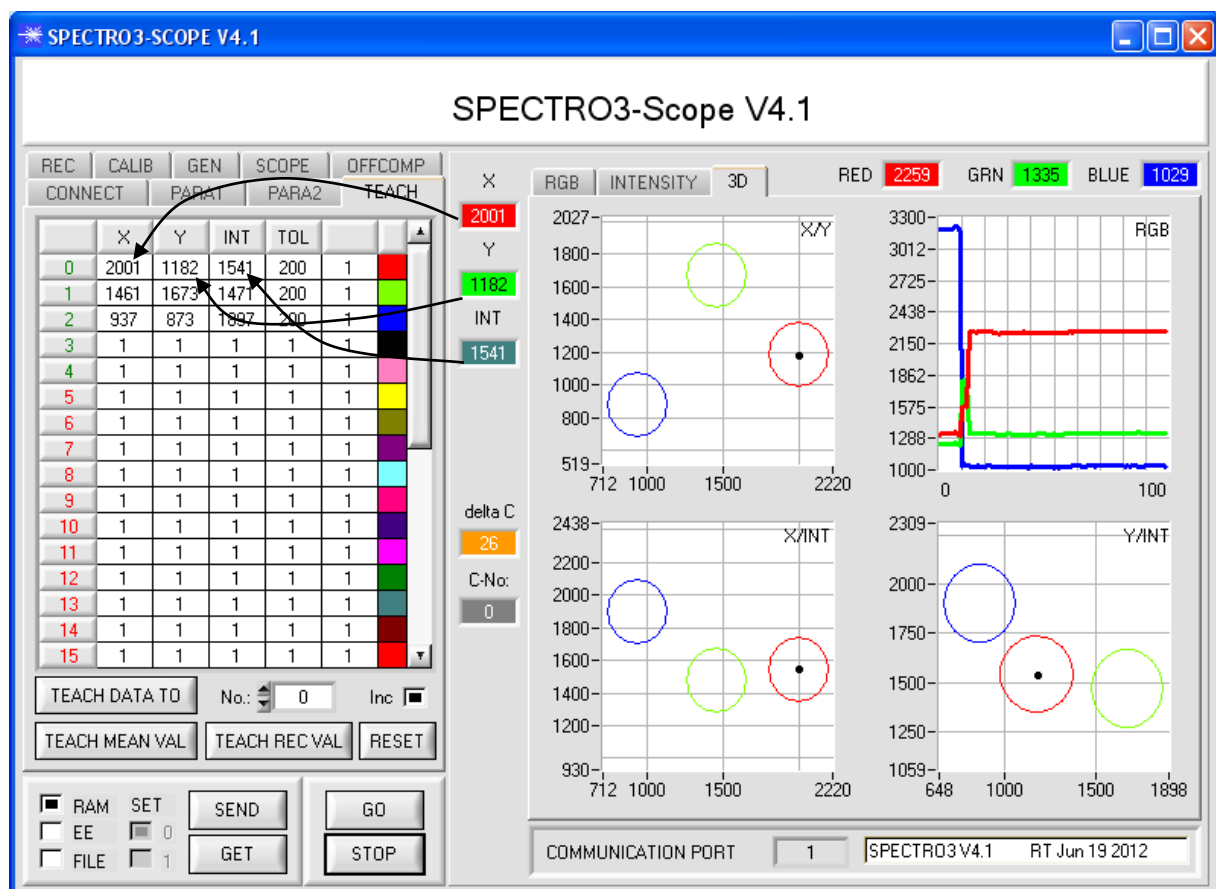 SPECTRO3-SCOPE V4.1
SPECTRO3-Scope V4.1
REC CALIB GEN SCOPE OFFCOMP
CONNECT PARA1 PARA2 TEACH
X Y INT TOL
0 2001 1182 1541 200 1
1 1461 1673 1471 200 1
2 937 873 1897 200 1
3 1 1 1 1 1
4 1 1 1 1 1
5 1 1 1 1 1
6 1 1 1 1 1
7 1 1 1 1 1
8 1 1 1 1 1
9 1 1 1 1 1
10 1 1 1 1 1
11 1 1 1 1 1
12 1 1 1 1 1
13 1 1 1 1 1
14 1 1 1 1 1
15 1 1 1 1 1
TEACH DATA TO No.: 0 Inc
TEACH MEAN VAL TEACH REC VAL RESET
RAM SET SEND GO
EE 0
FILE 1 GET STOP
X
2001
Y
1182
INT
1541
delta C
26
C-No:
0
RGB INTENSITY 3D RED 2259 GRN 1335 BLUE 1029
X/Y
2027
1800
1600
1400
1200
1000
800
519
712 1000 1500 2220
RGB
3300
3012
2725
2438
2150
1862
1575
1288
1000
0 100
X/INT
2438
2200
2000
1800
1600
1400
1200
930
712 1000 1500 2220
Y/INT
2309
2000
1750
1500
1250
1059
648 1000 1500 1898
COMMUNICATION PORT 1 SPECTRO3 V4.1 RT Jun 19 2012